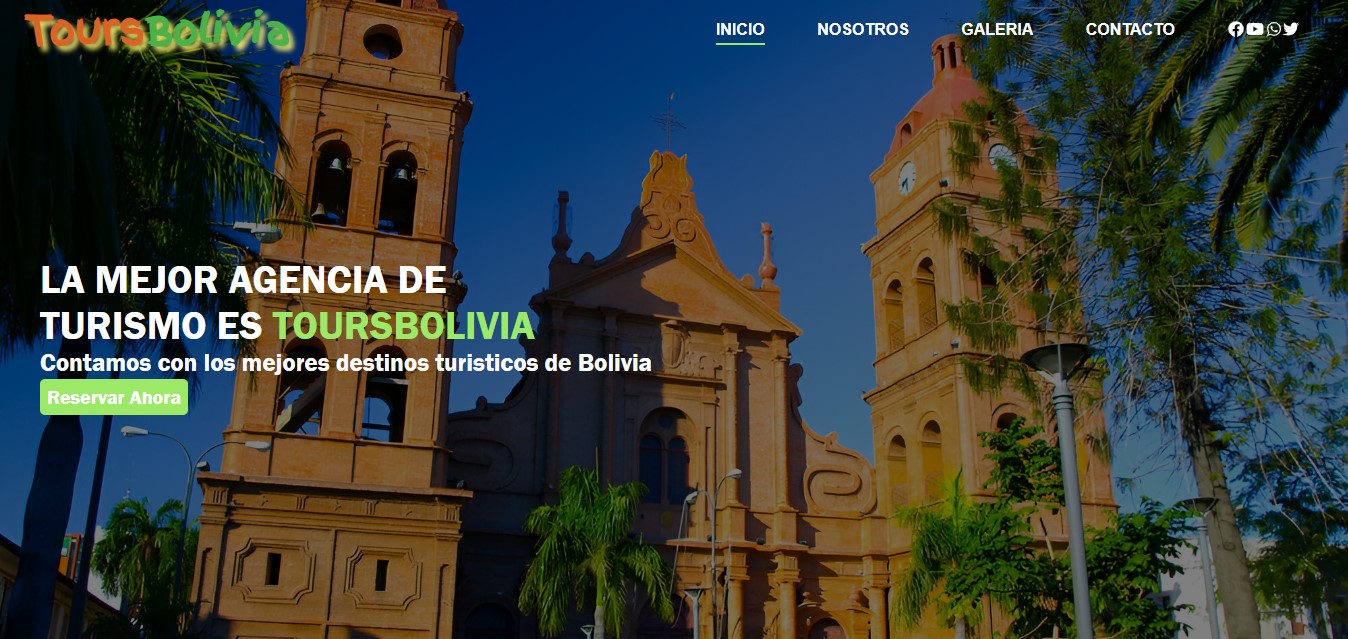 ToursBolivia
INICIO
NOSOTROS
GALERIA
CONTACTO
LA MEJOR AGENCIA DE
TURISMO ES TOURSBOLIVIA
Contamos con los mejores destinos turisticos de Bolivia
Reservar Ahora